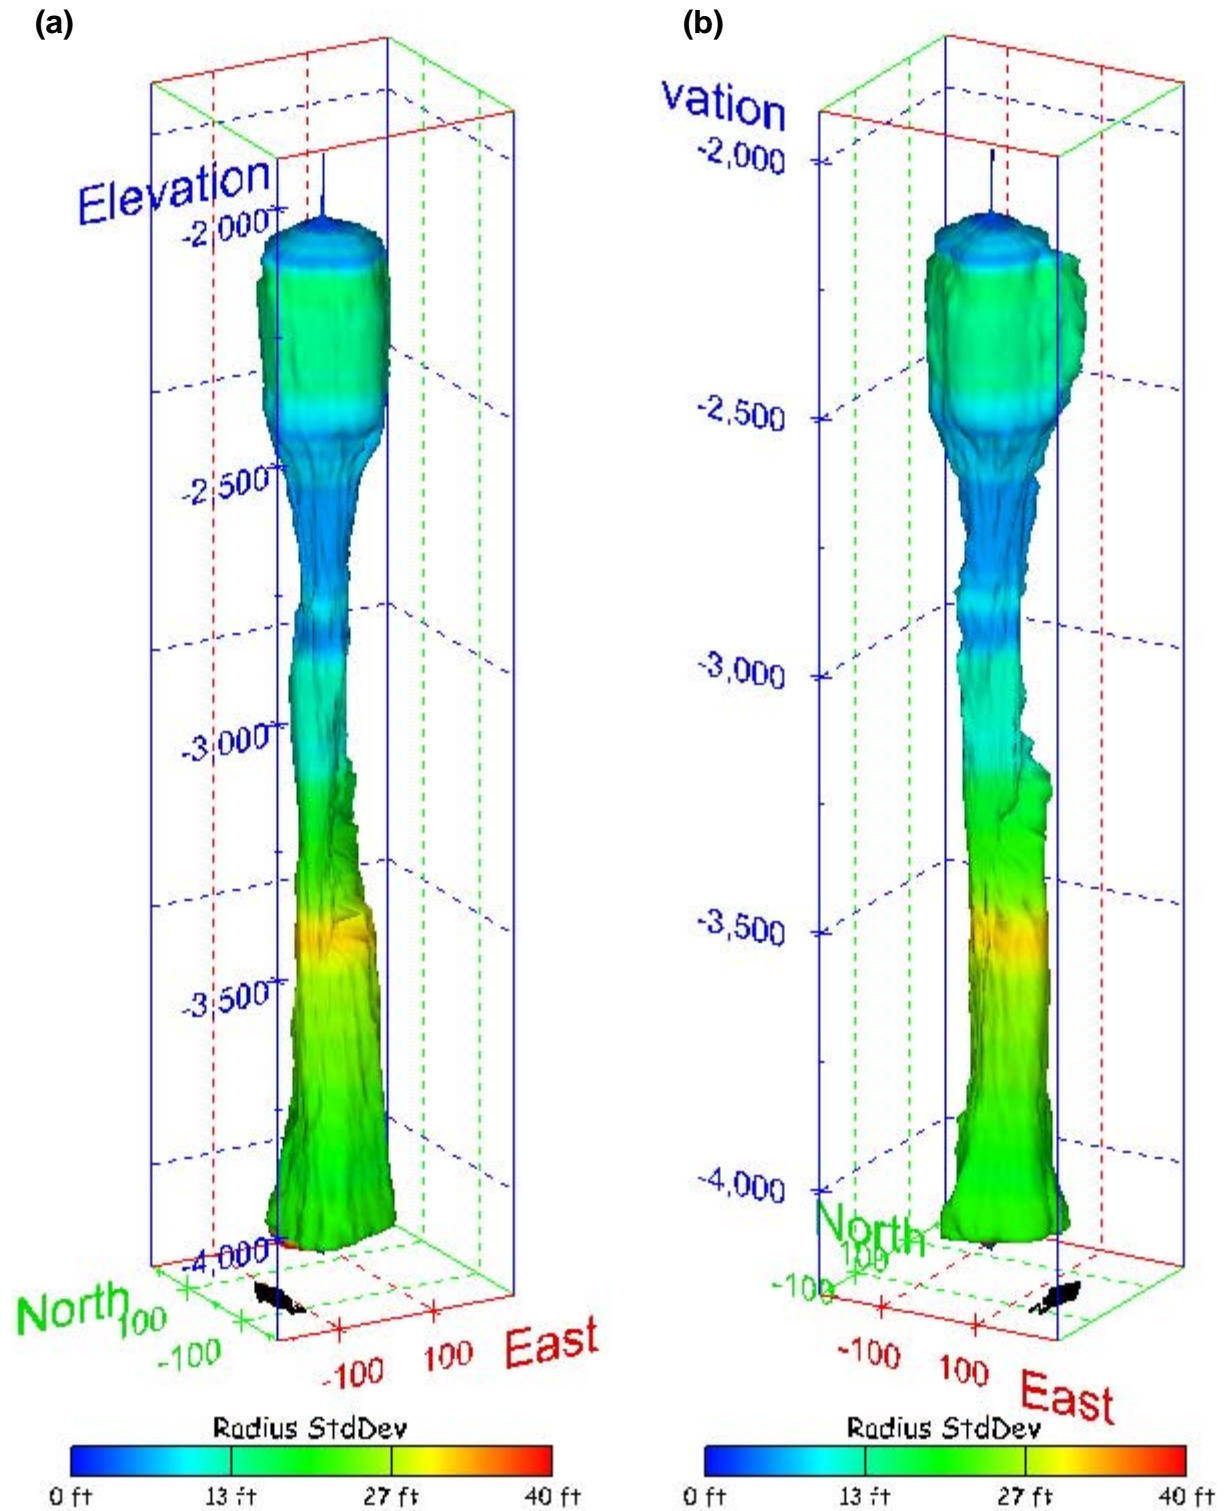 (a)
Elevation
-2,000
-2,500
-3,000
-3,500
-4,000
North
100
-100
-100
100
East
Radius StdDev
0 ft
13 ft
27 ft
40 ft
(b)
vation
-2,000
-2,500
-3,000
-3,500
-4,000
North
100
-100
-100
100
East
Radius StdDev
0 ft
13 ft
27 ft
40 ft